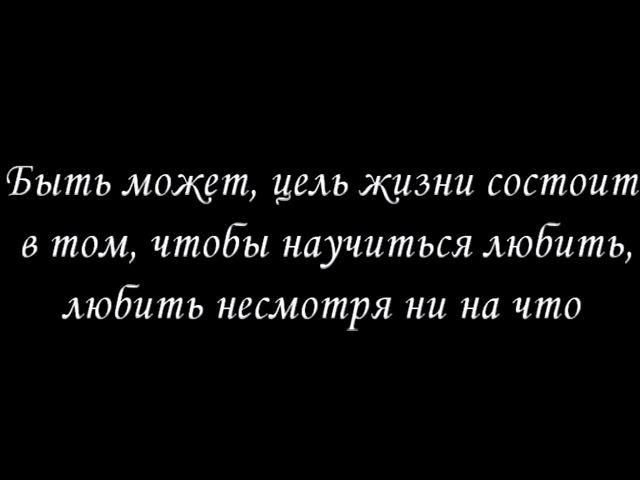 Быть может, цель жизни состоит
в том, чтобы научиться любить,
любить несмотря ни на что